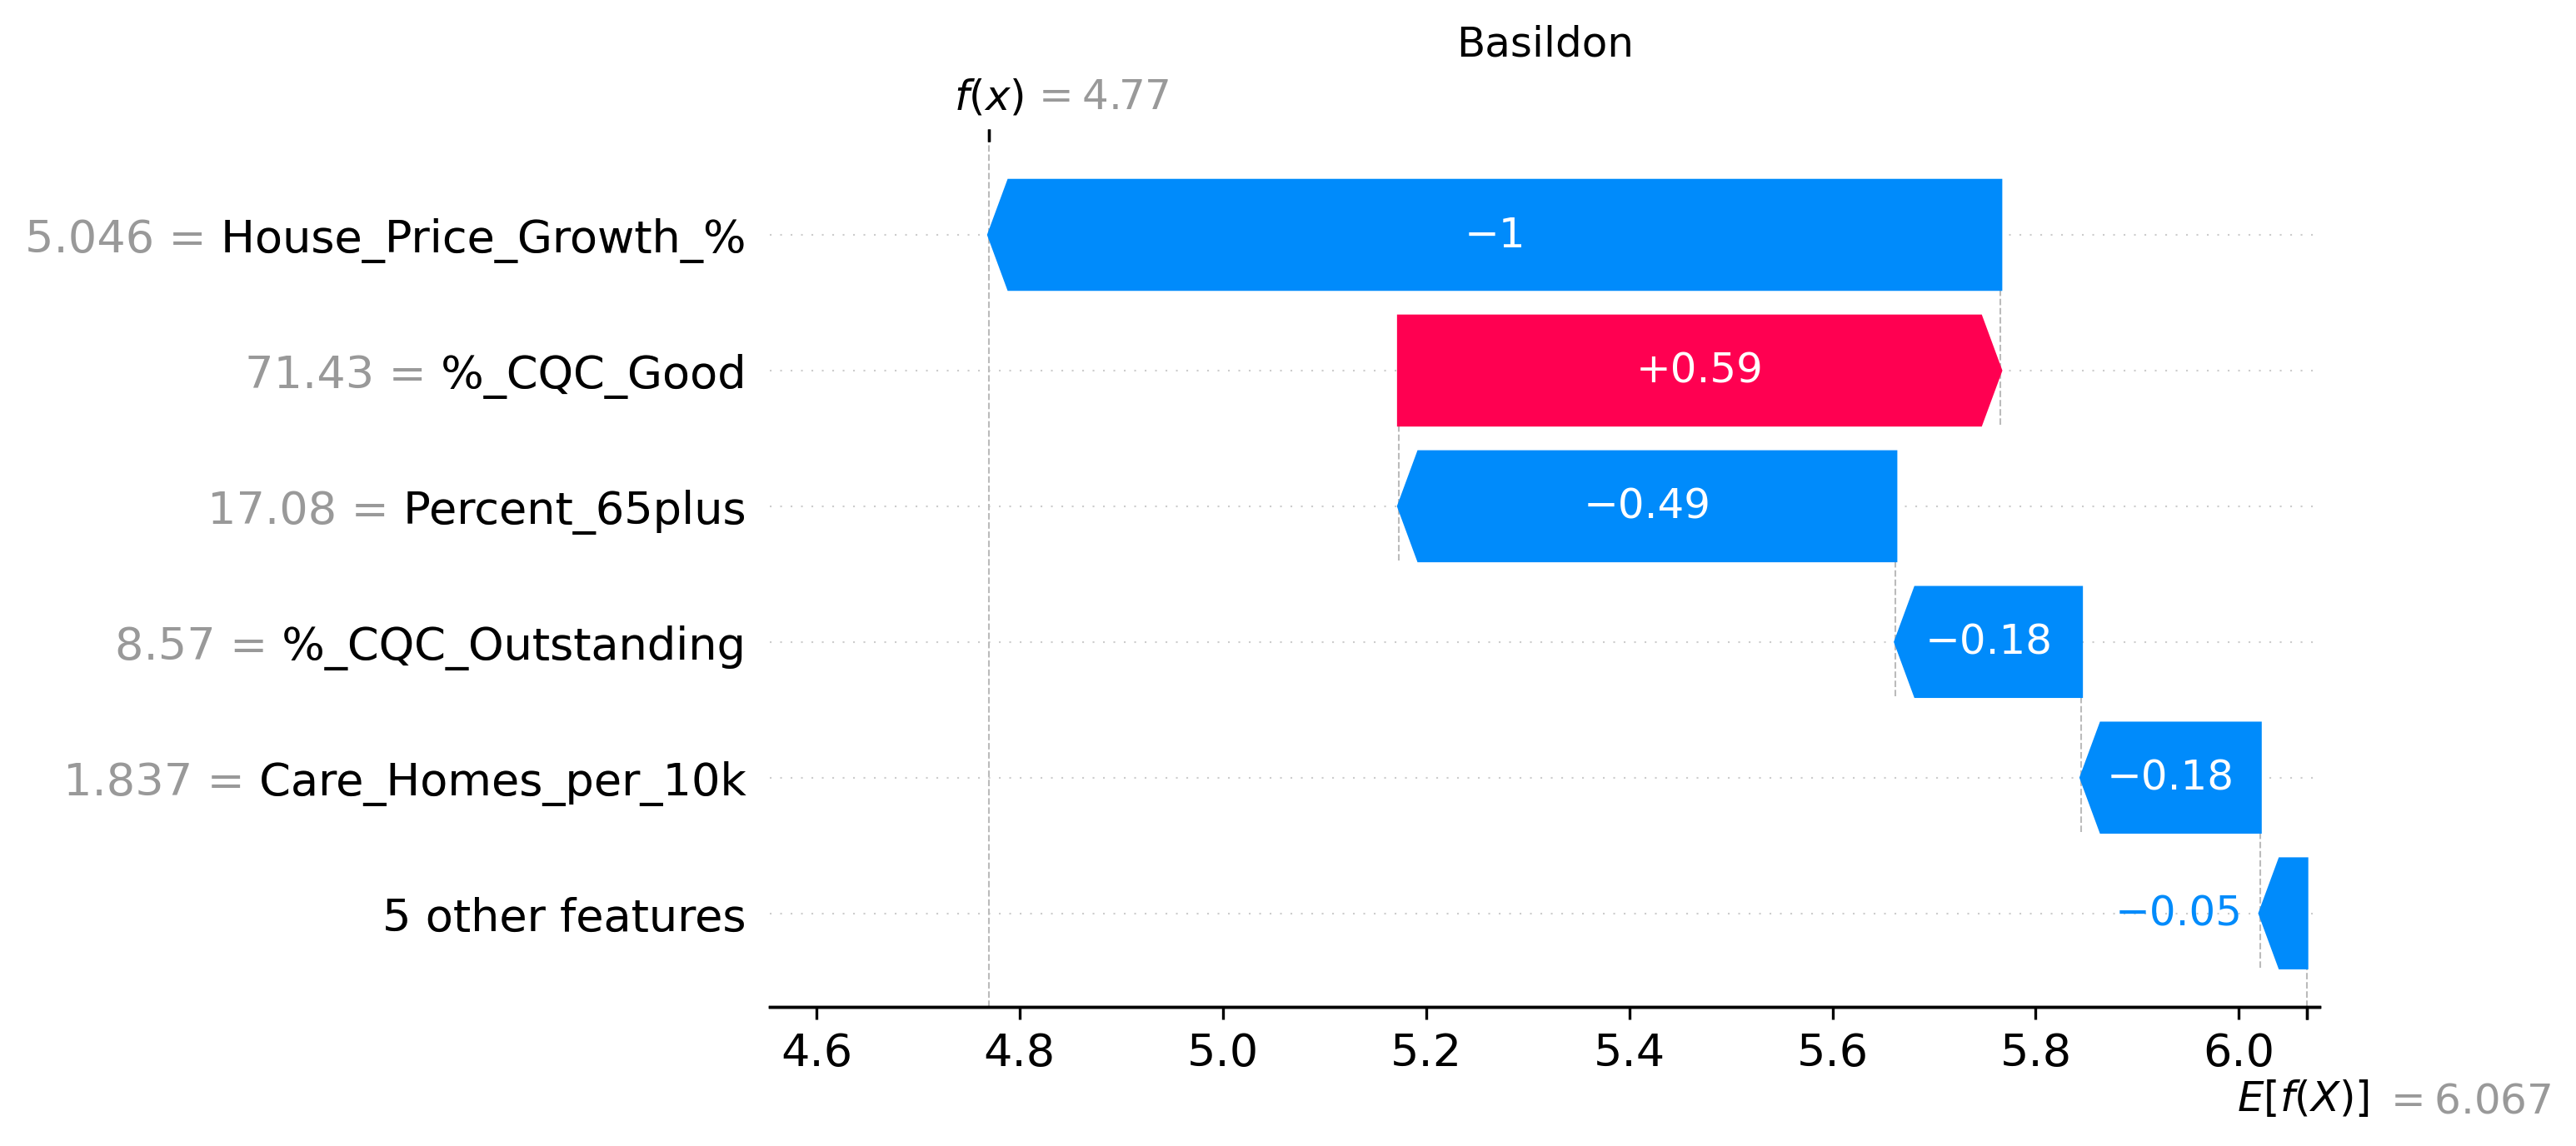 Basildon
f(x) = 4.77
5.046 = House_Price_Growth_% −1
71.43 = %_CQC_Good +0.59
17.08 = Percent_65plus −0.49
8.57 = %_CQC_Outstanding −0.18
1.837 = Care_Homes_per_10k −0.18
5 other features −0.05
4.6 4.8 5.0 5.2 5.4 5.6 5.8 6.0
E[f(X)] = 6.067